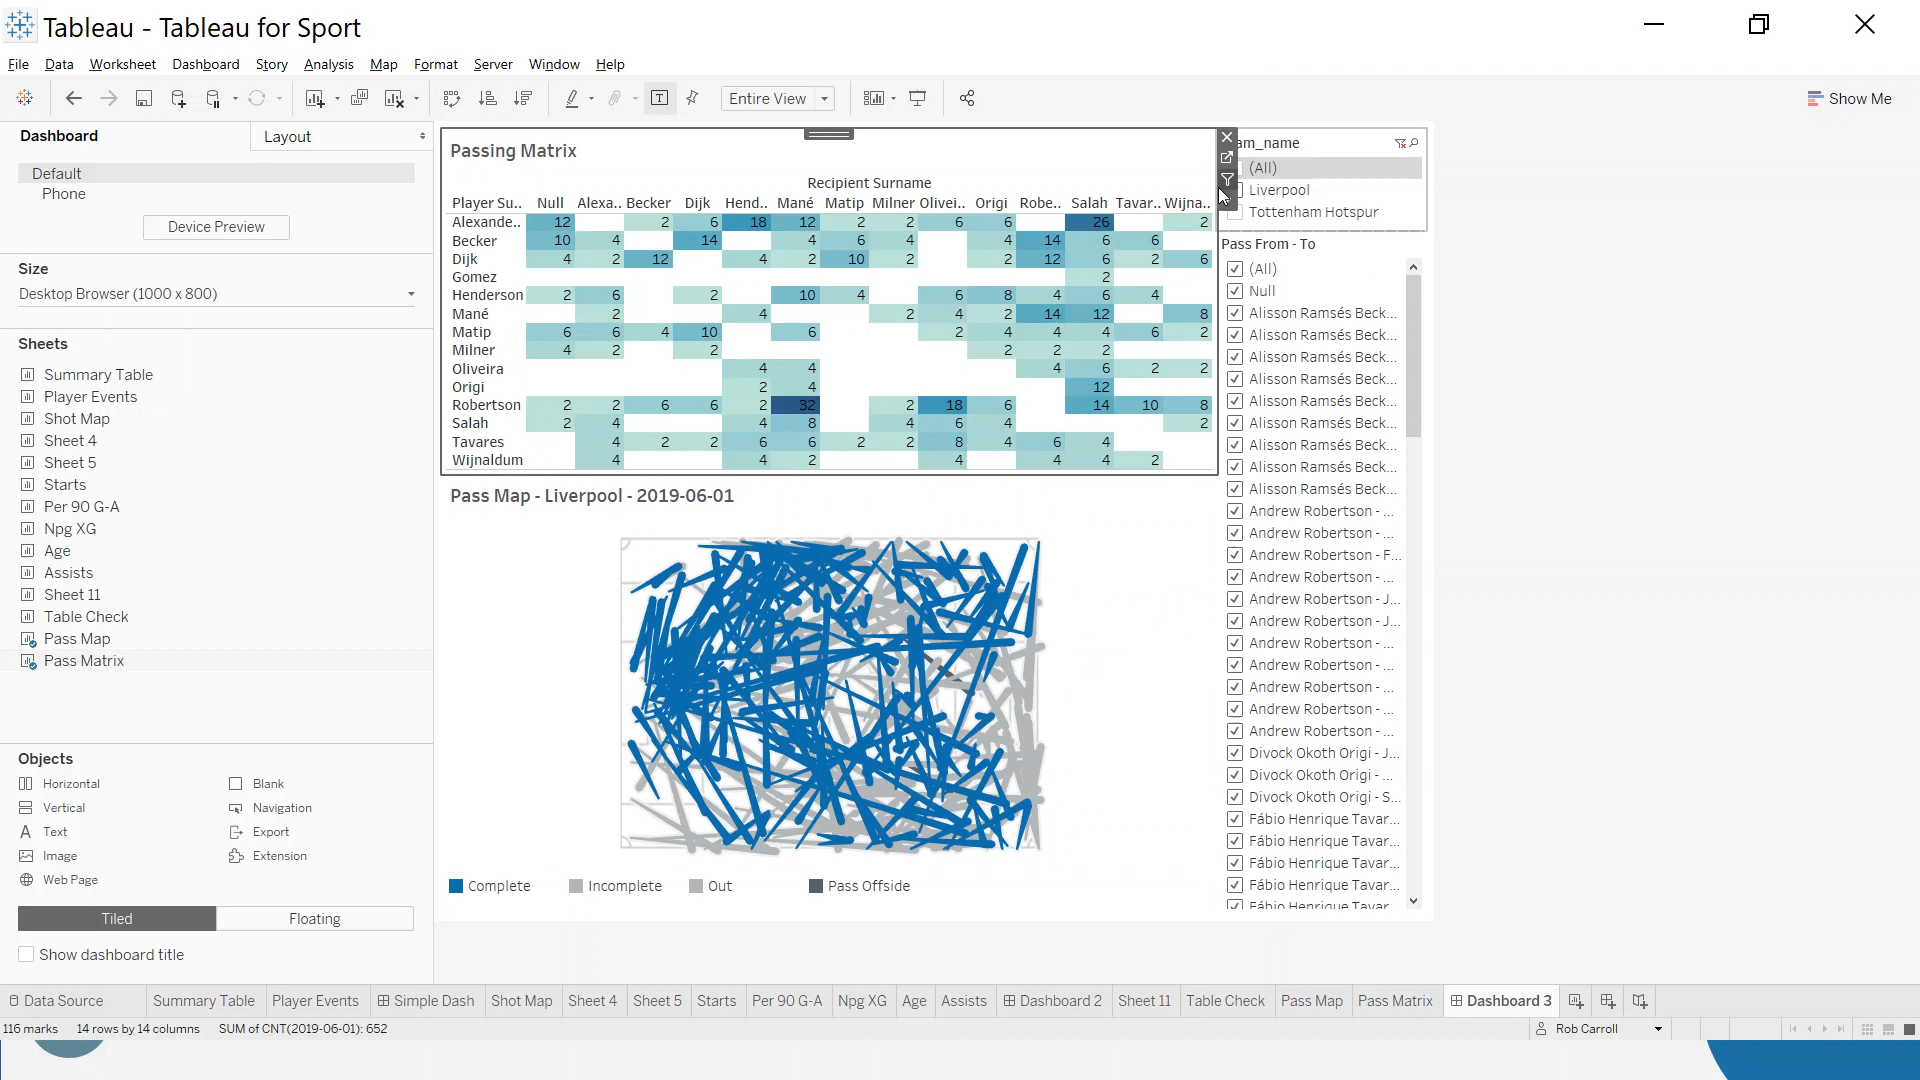 Tableau - Tableau for Sport
File Data Worksheet Dashboard Story Analysis Map Format Server Window Help
Entire View
Show Me
Dashboard
Layout
Default
Phone
Device Preview
Size
Desktop Browser (1000 x 800)
Sheets
Summary Table
Player Events
Shot Map
Sheet 4
Sheet 5
Starts
Per 90 G-A
Npg XG
Age
Assists
Sheet 11
Table Check
Pass Map
Pass Matrix
Objects
Horizontal Blank
Vertical Navigation
Text Export
Image Extension
Web Page
Tiled Floating
Show dashboard title
Passing Matrix
Recipient Surname
Player Su.. Null Alexa.. Becker Dijk Hend.. Mané Matip Milner Olivei.. Origi Robe.. Salah Tavar.. Wijna..
Alexande.. 12 2 6 18 12 2 2 6 6 26 2
Becker 10 4 14 4 6 4 4 14 6 6
Dijk 4 2 12 4 2 10 2 2 12 6 2 6
Gomez 2
Henderson 2 6 2 10 4 6 8 4 6 4
Mané 2 4 2 4 2 14 12 8
Matip 6 6 4 10 6 2 4 4 4 6 2
Milner 4 2 2 2 2 2
Oliveira 4 4 4 6 2 2
Origi 2 4 12
Robertson 2 2 6 6 2 32 2 18 6 14 10 8
Salah 2 4 4 8 4 6 4 2
Tavares 4 2 2 6 6 2 2 8 4 6 4
Wijnaldum 4 4 2 4 4 4 2
Pass Map - Liverpool - 2019-06-01
Complete Incomplete Out Pass Offside
am_name
(All)
Liverpool
Tottenham Hotspur
Pass From - To
(All)
Null
Alisson Ramsés Beck...
Alisson Ramsés Beck...
Alisson Ramsés Beck...
Alisson Ramsés Beck...
Alisson Ramsés Beck...
Alisson Ramsés Beck...
Alisson Ramsés Beck...
Alisson Ramsés Beck...
Alisson Ramsés Beck...
Andrew Robertson - ...
Andrew Robertson - ...
Andrew Robertson - F...
Andrew Robertson - ...
Andrew Robertson - J...
Andrew Robertson - J...
Andrew Robertson - ...
Andrew Robertson - ...
Andrew Robertson - ...
Andrew Robertson - ...
Andrew Robertson - ...
Divock Okoth Origi - J...
Divock Okoth Origi - ...
Divock Okoth Origi - S...
Fábio Henrique Tavar...
Fábio Henrique Tavar...
Fábio Henrique Tavar...
Fábio Henrique Tavar...
Fábio Henrique Tavar...
Data Source Summary Table Player Events Simple Dash Shot Map Sheet 4 Sheet 5 Starts Per 90 G-A Npg XG Age Assists Dashboard 2 Sheet 11 Table Check Pass Map Pass Matrix Dashboard 3
116 marks 14 rows by 14 columns SUM of CNT(2019-06-01): 652
Rob Carroll